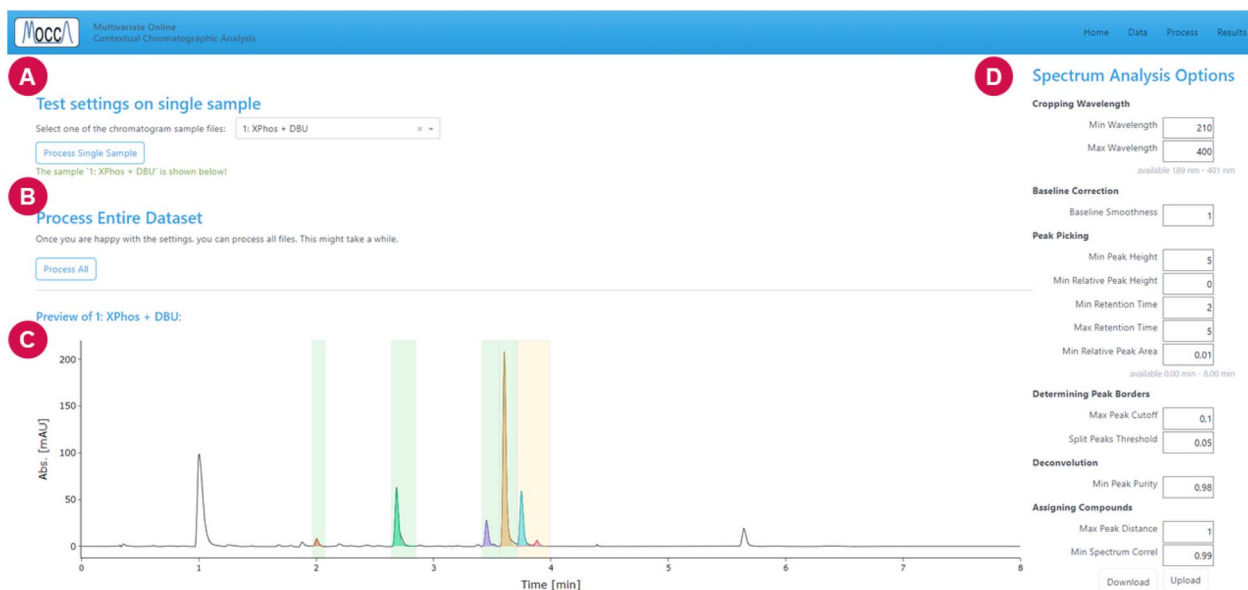 MOCCA
Multivariate Online
Contextual Chromatographic Analysis
Home Data Process Results
A
Test settings on single sample
Select one of the chromatogram sample files: 1: XPhos + DBU × 
Process Single Sample
The sample `1: XPhos + DBU` is shown below!
B
Process Entire Dataset
Once you are happy with the settings, you can process all files. This might take a while.
Process All
Preview of 1: XPhos + DBU:
C
Abs. [mAU]
200
150
100
50
0
0 1 2 3 4 5 6 7 8
Time [min]
D
Spectrum Analysis Options
Cropping Wavelength
Min Wavelength 210
Max Wavelength 400
available 189 nm - 401 nm
Baseline Correction
Baseline Smoothness 1
Peak Picking
Min Peak Height 5
Min Relative Peak Height 0
Min Retention Time 2
Max Retention Time 5
Min Relative Peak Area 0.01
available 0.00 min - 8.00 min
Determining Peak Borders
Max Peak Cutoff 0.1
Split Peaks Threshold 0.05
Deconvolution
Min Peak Purity 0.98
Assigning Compounds
Max Peak Distance 1
Min Spectrum Correl 0.99
Download Upload